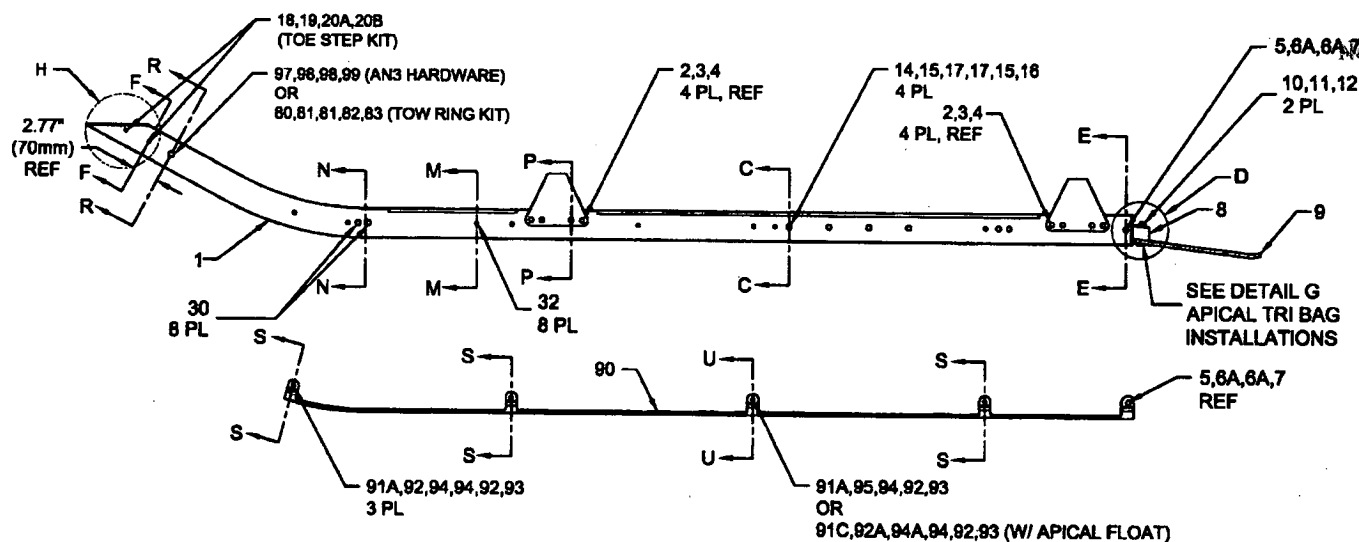 18,19,20A,20B
(TOE STEP KIT)
97,98,98,99 (AN3 HARDWARE)
OR
80,81,81,82,83 (TOW RING KIT)
H
R
F
2.77"
(70mm)
REF
F
R
1
30
8 PL
N
N
M
M
32
8 PL
P
P
2,3,4
4 PL, REF
C
C
14,15,17,17,15,16
4 PL
2,3,4
4 PL, REF
E
E
5,6A,6A,7
10,11,12
2 PL
D
8
9
SEE DETAIL G
APICAL TRI BAG
INSTALLATIONS
S
S
S
S
90
U
U
S
S
5,6A,6A,7
REF
91A,92,94,94,92,93
3 PL
91A,95,94,92,93
OR
91C,92A,94A,94,92,93 (W/ APICAL FLOAT)